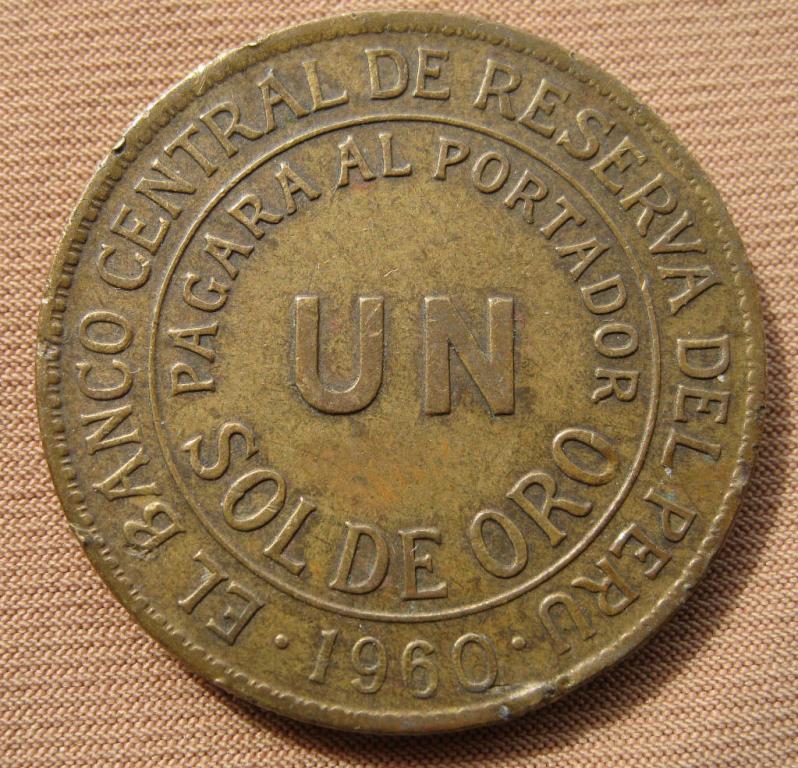 EL BANCO CENTRAL DE RESERVA DEL PERU
PAGARA AL PORTADOR
UN
SOL DE ORO
· 1960 ·